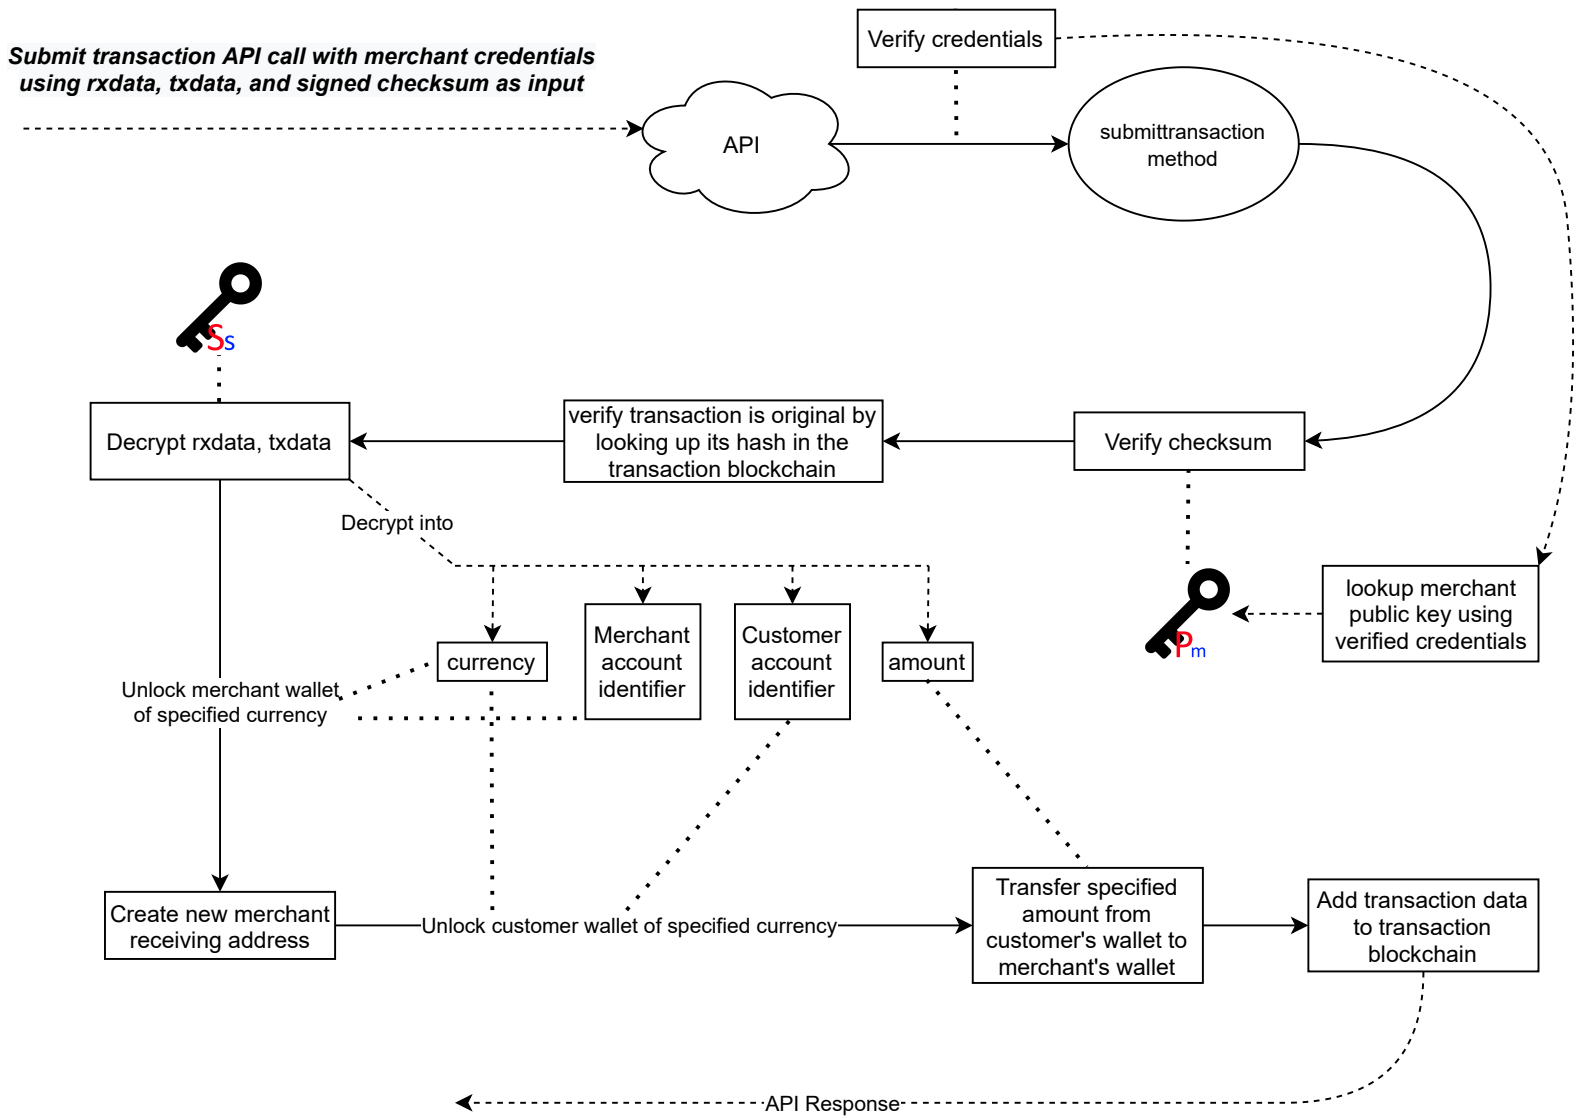 Verify credentials
Submit transaction API call with merchant credentials
using rxdata, txdata, and signed checksum as input
API
submittransaction
method
Ss
Decrypt rxdata, txdata
verify transaction is original by
looking up its hash in the
transaction blockchain
Verify checksum
Decrypt into
lookup merchant
public key using
verified credentials
Pm
currency
Merchant
account
identifier
Customer
account
identifier
amount
Unlock merchant wallet
of specified currency
Create new merchant
receiving address
Unlock customer wallet of specified currency
Transfer specified
amount from
customer's wallet to
merchant's wallet
Add transaction data
to transaction
blockchain
API Response